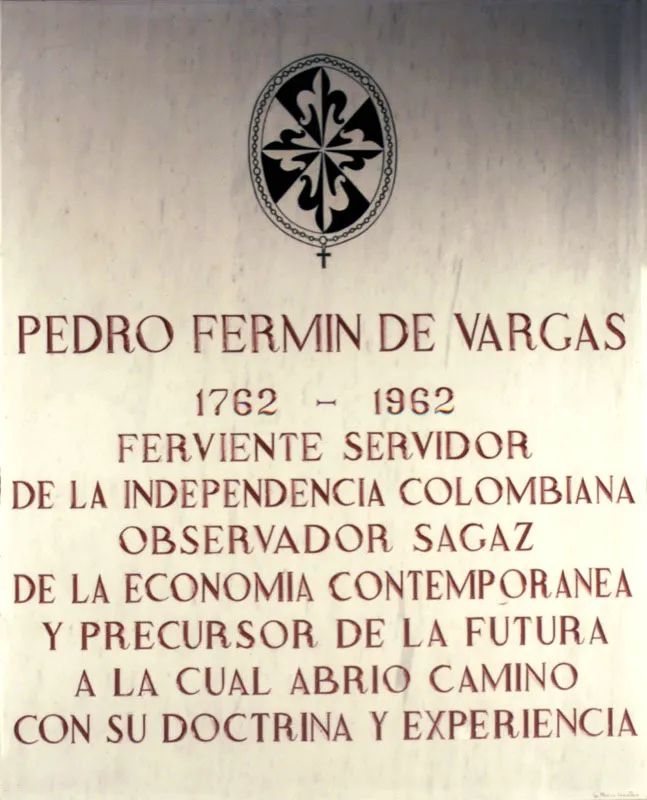 PEDRO FERMIN DE VARGAS
1762 - 1962
FERVIENTE SERVIDOR
DE LA INDEPENDENCIA COLOMBIANA
OBSERVADOR SAGAZ
DE LA ECONOMIA CONTEMPORANEA
Y PRECURSOR DE LA FUTURA
A LA CUAL ABRIO CAMINO
CON SU DOCTRINA Y EXPERIENCIA